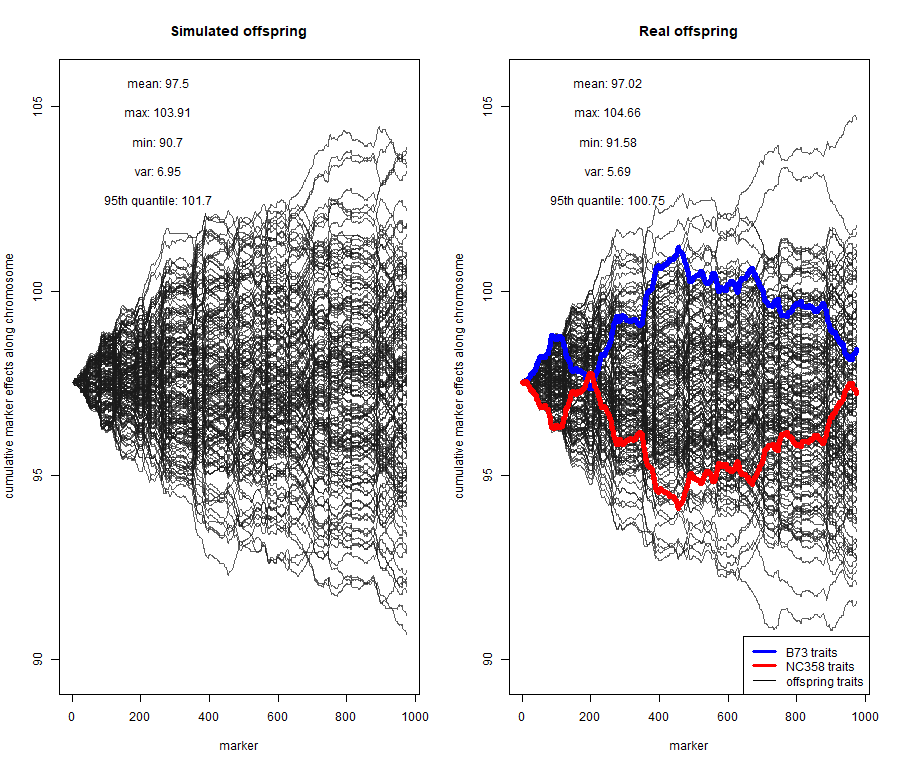 Simulated offspring
mean: 97.5
max: 103.91
min: 90.7
var: 6.95
95th quantile: 101.7
cumulative marker effects along chromosome
105
100
95
90
0 200 400 600 800 1000
marker
Real offspring
mean: 97.02
max: 104.66
min: 91.58
var: 5.69
95th quantile: 100.75
cumulative marker effects along chromosome
105
100
95
90
B73 traits
NC358 traits
offspring traits
0 200 400 600 800 1000
marker